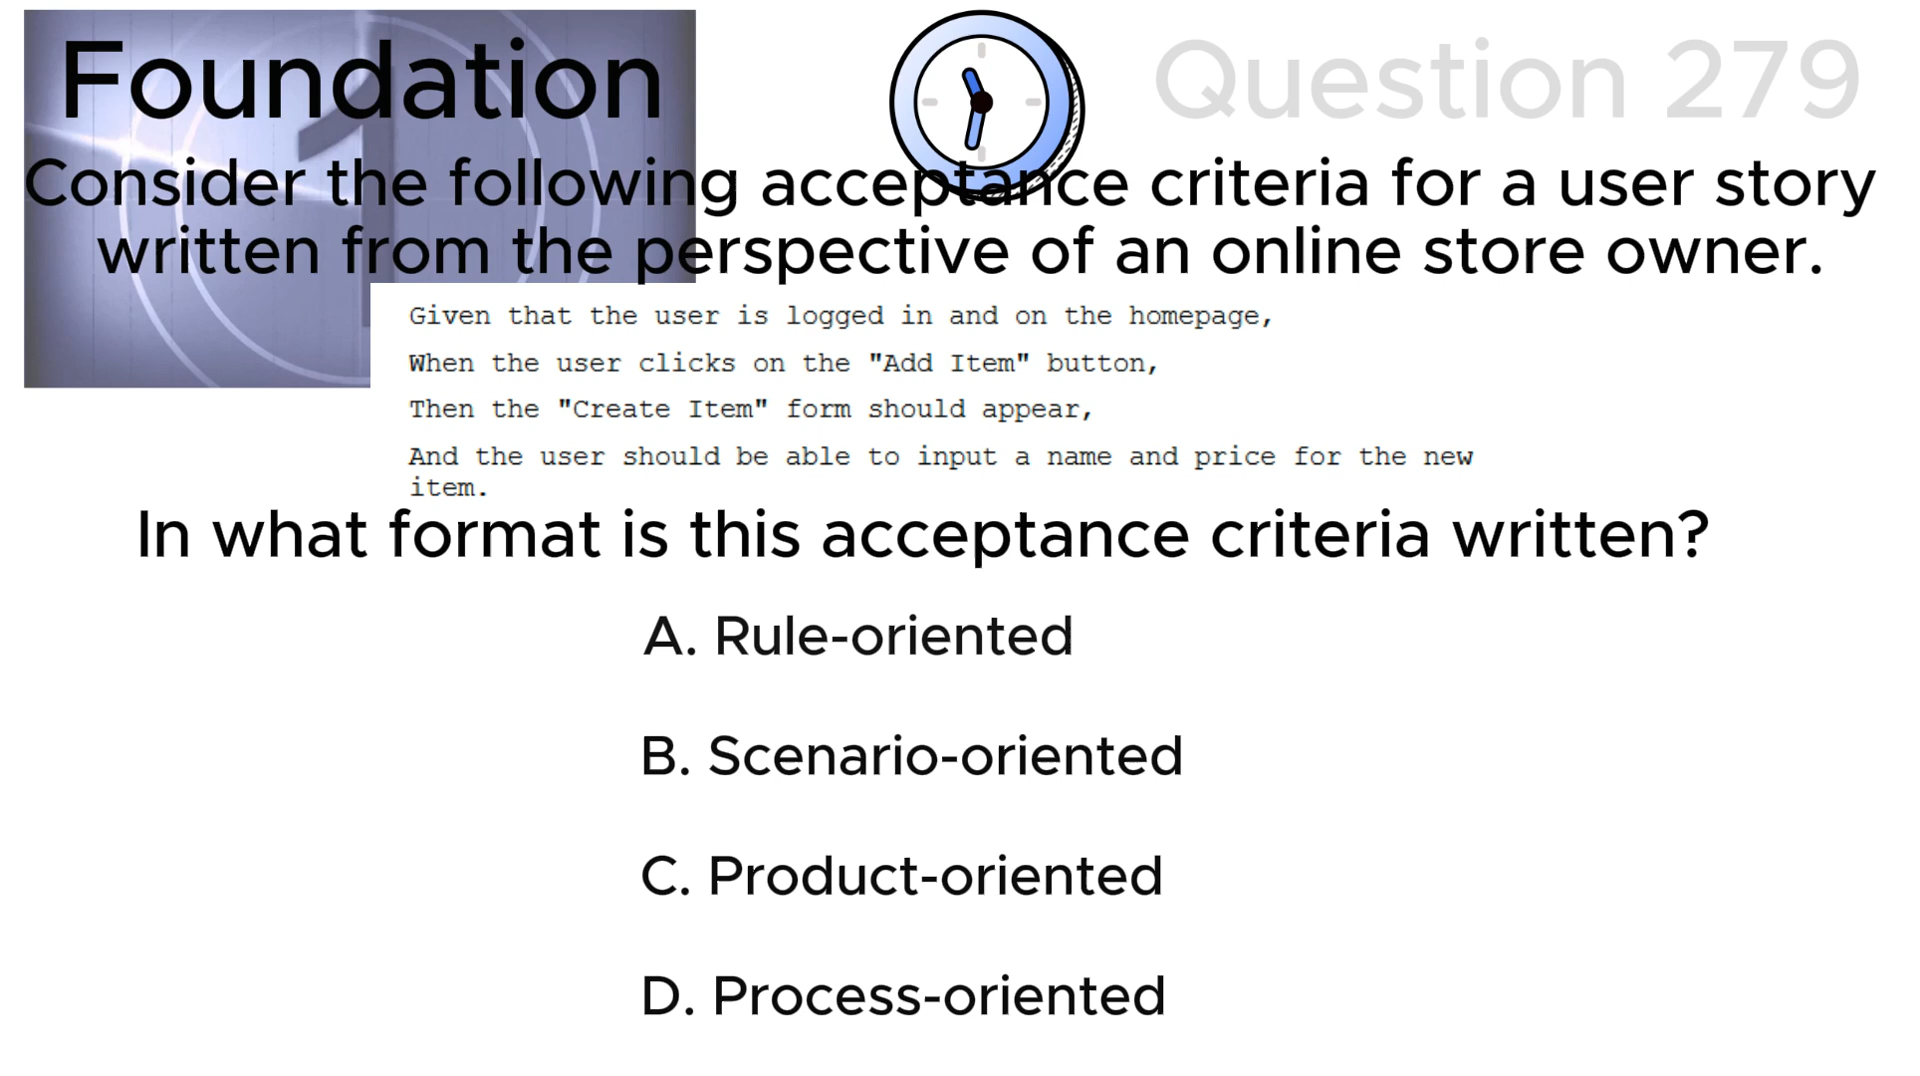 Foundation
Question 279
Consider the following acceptance criteria for a user story
written from the perspective of an online store owner.
Given that the user is logged in and on the homepage,
When the user clicks on the "Add Item" button,
Then the "Create Item" form should appear,
And the user should be able to input a name and price for the new
item.
In what format is this acceptance criteria written?
A. Rule-oriented
B. Scenario-oriented
C. Product-oriented
D. Process-oriented